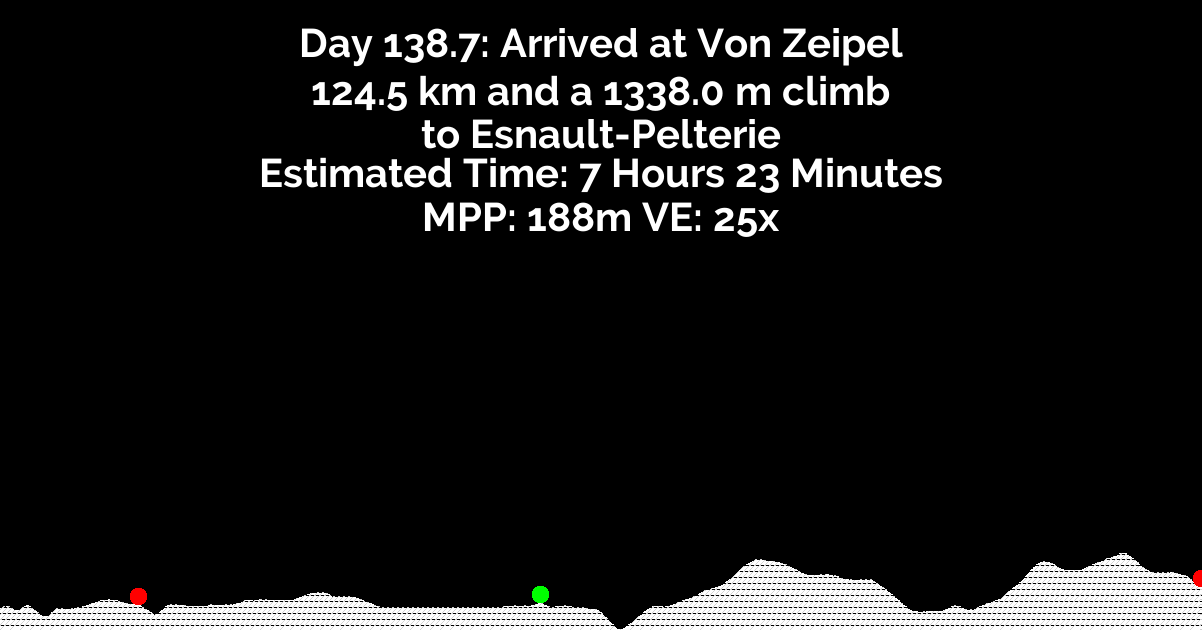 Day 138.7: Arrived at Von Zeipel
124.5 km and a 1338.0 m climb
to Esnault-Pelterie
Estimated Time: 7 Hours 23 Minutes
MPP: 188m VE: 25x